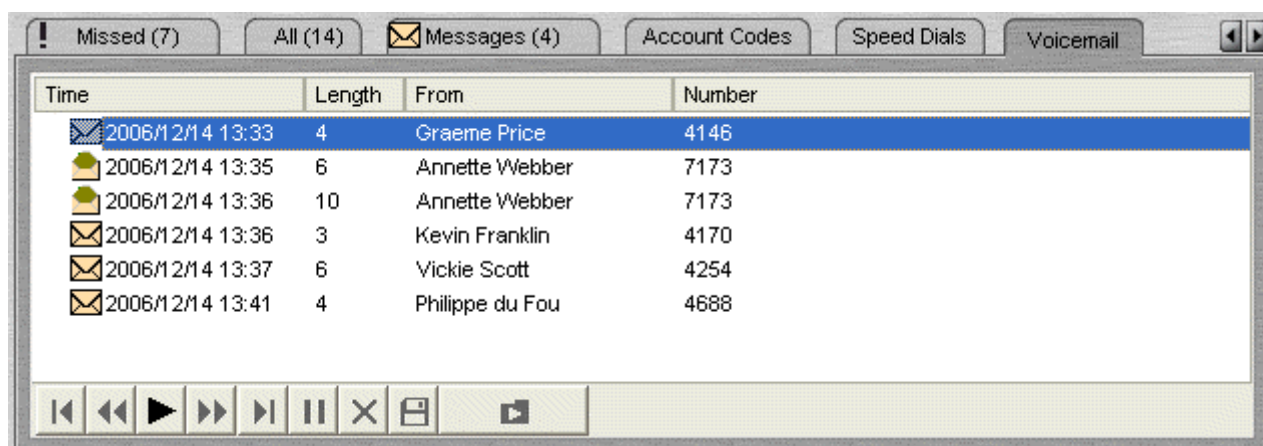 Missed (7) All (14) Messages (4) Account Codes Speed Dials Voicemail
Time Length From Number
2006/12/14 13:33 4 Graeme Price 4146
2006/12/14 13:35 6 Annette Webber 7173
2006/12/14 13:36 10 Annette Webber 7173
2006/12/14 13:36 3 Kevin Franklin 4170
2006/12/14 13:37 6 Vickie Scott 4254
2006/12/14 13:41 4 Philippe du Fou 4688